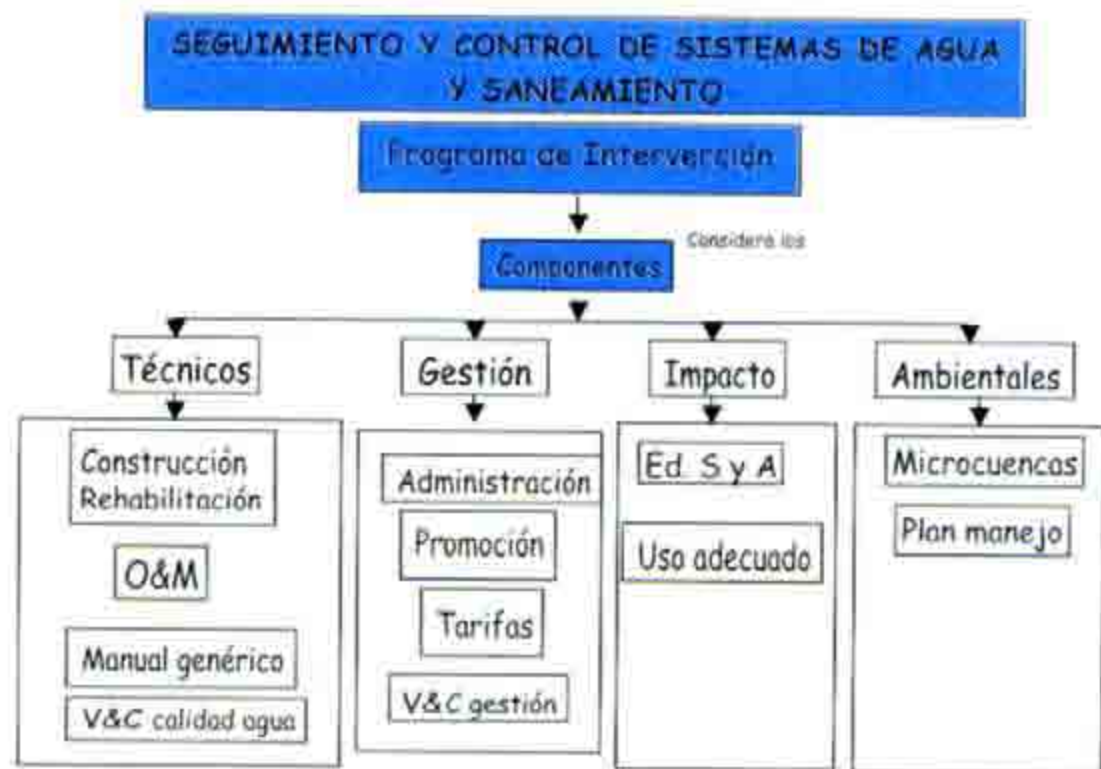 SEGUIMIENTO Y CONTROL DE SISTEMAS DE AGUA
Y SANEAMIENTO
Programa de Intervención
Considera los
Componentes
Técnicos
Gestión
Impacto
Ambientales
Construcción
Rehabilitación
O&M
Manual genérico
V&C calidad agua
Administración
Promoción
Tarifas
V&C gestión
Ed. S y A
Uso adecuado
Microcuencas
Plan manejo